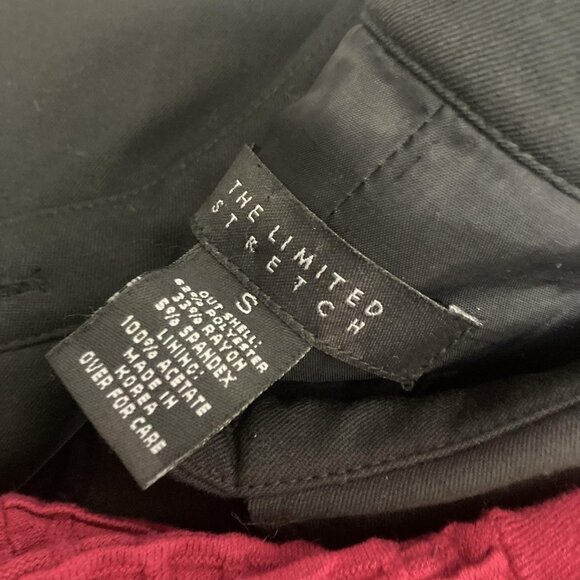 THE LIMITED
STRETCH
S
OUT SHELL:
62% POLYESTER
33% RAYON
5% SPANDEX
LINING:
100% ACETATE
MADE IN
KOREA
OVER FOR CARE